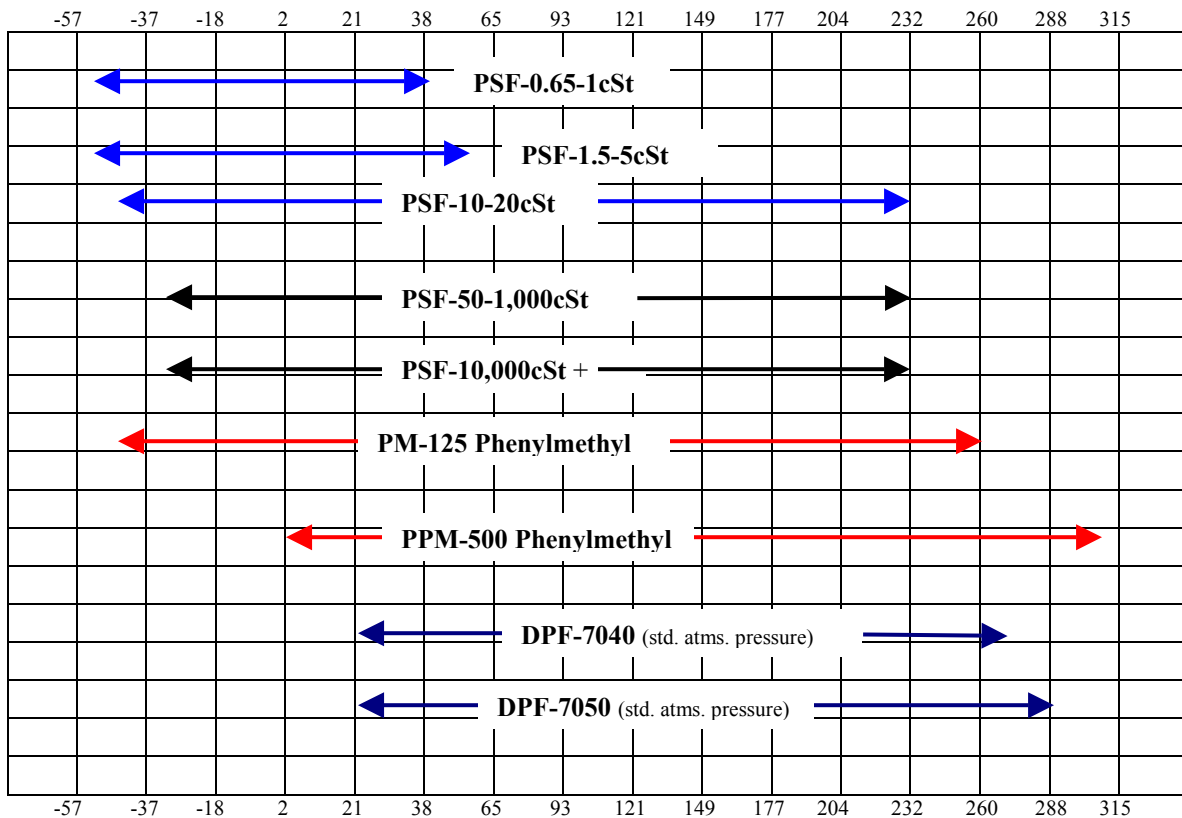 -57 -37 -18 2 21 38 65 93 121 149 177 204 232 260 288 315
PSF-0.65-1cSt
PSF-1.5-5cSt
PSF-10-20cSt
PSF-50-1,000cSt
PSF-10,000cSt +
PM-125 Phenylmethyl
PPM-500 Phenylmethyl
DPF-7040 (std. atms. pressure)
DPF-7050 (std. atms. pressure)
-57 -37 -18 2 21 38 65 93 121 149 177 204 232 260 288 315